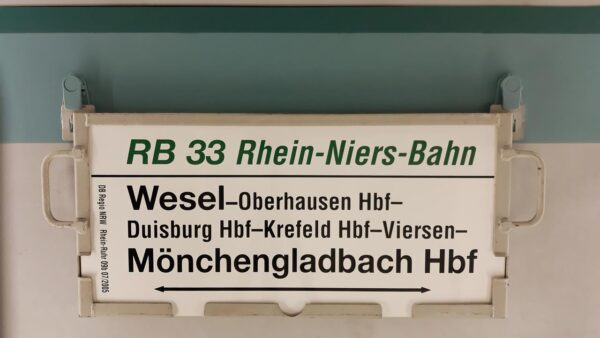 RB 33 Rhein-Niers-Bahn
Wesel–Oberhausen Hbf–
Duisburg Hbf–Krefeld Hbf–Viersen–
Mönchengladbach Hbf
DB Regio NRW Rhein-Ruhr 09b 07/2005